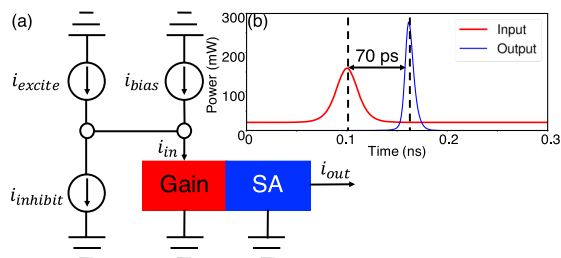 (a)
i_excite
i_bias
i_in
Gain
SA
i_out
i_inhibit
(b)
300
200
100
0
Power (mW)
70 ps
Input
Output
0
0.1
0.2
0.3
Time (ns)